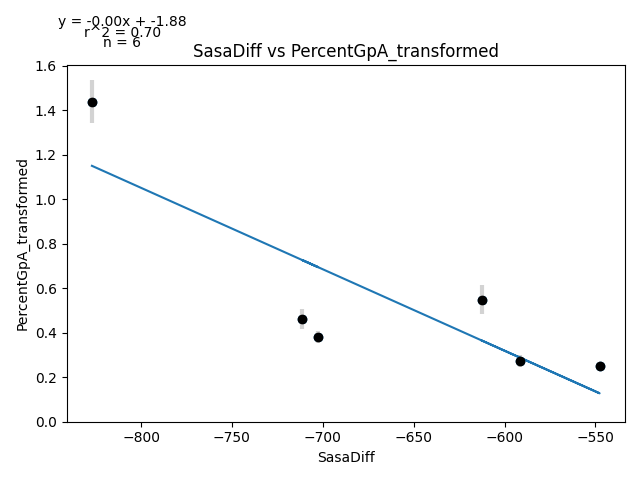 y = -0.00x + -1.88
r^2 = 0.70
n = 6
SasaDiff vs PercentGpA_transformed
1.6
1.4
1.2
1.0
0.8
0.6
0.4
0.2
0.0
PercentGpA_transformed
−800
−750
−700
−650
−600
−550
SasaDiff